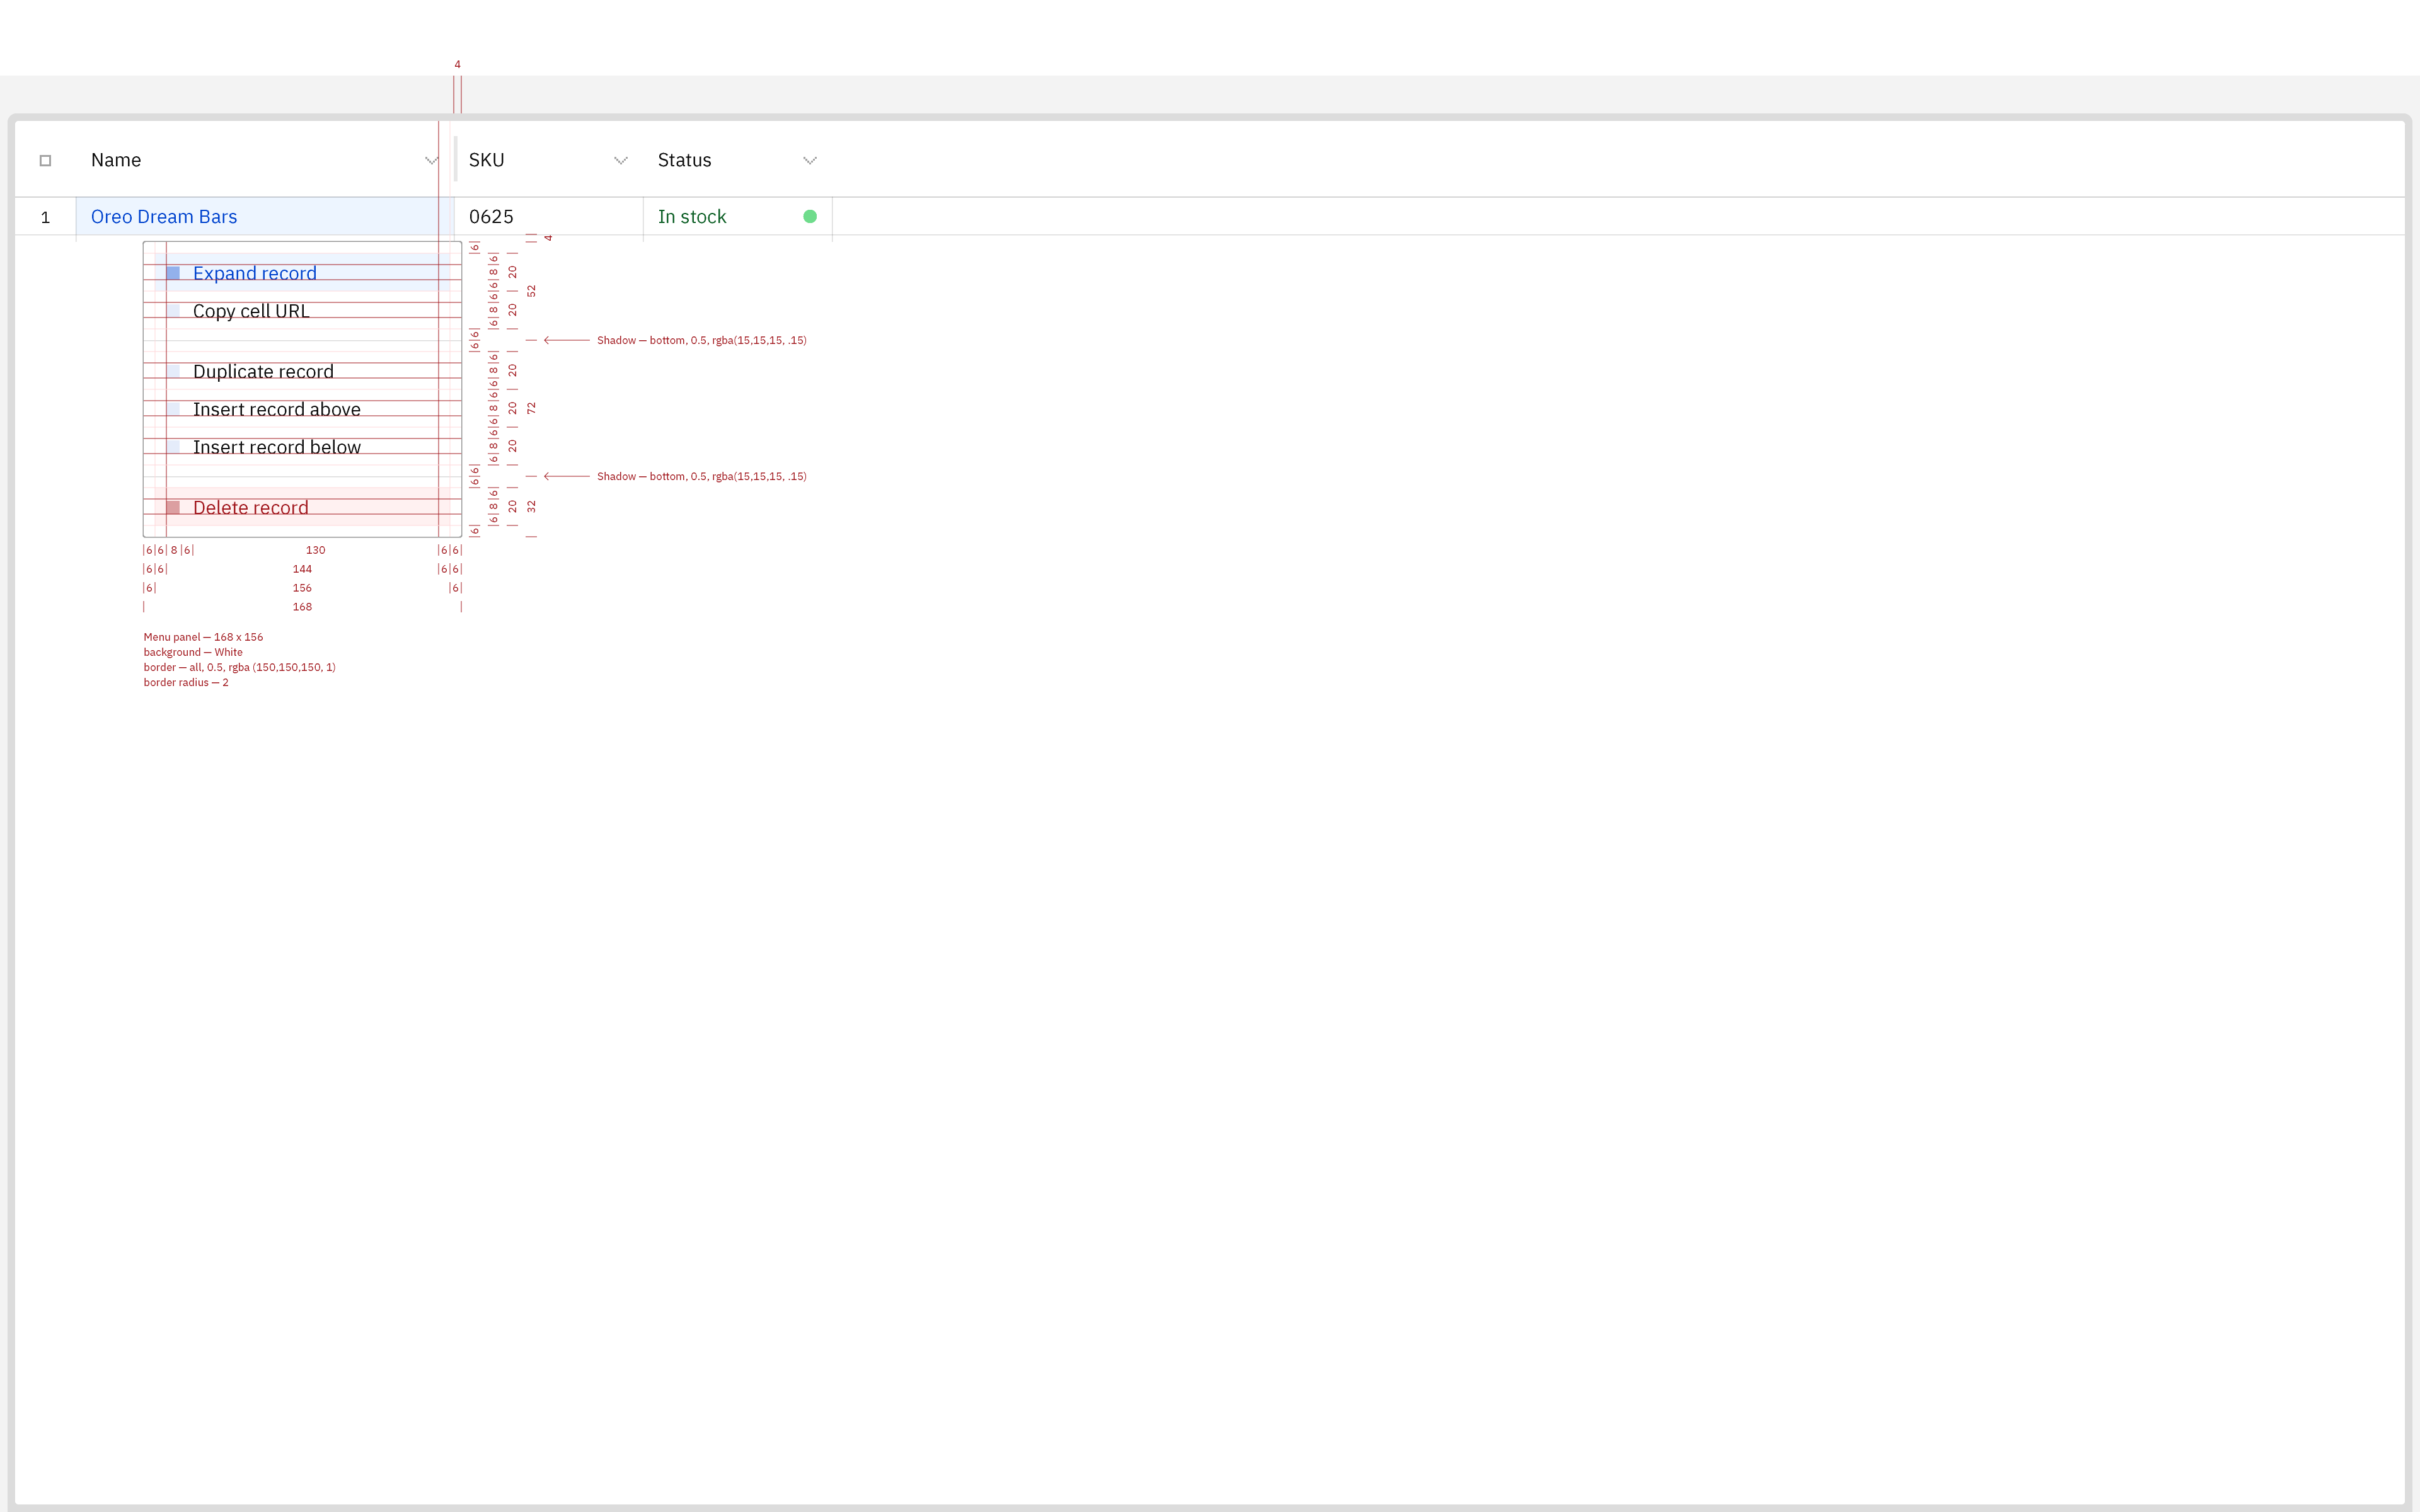 4
Name SKU Status
1 Oreo Dream Bars 0625 In stock
4
6
Expand record 6 8 6 20
52
Copy cell URL 6 8 6 20
6 6 Shadow — bottom, 0.5, rgba(15,15,15, .15)
Duplicate record 6 8 6 20
Insert record above 6 8 6 20 72
Insert record below 6 8 6 20
6 6 Shadow — bottom, 0.5, rgba(15,15,15, .15)
Delete record 6 8 6 20 32
6
6 6 8 6 130 6 6
6 6 144 6 6
6 156 6
168
Menu panel — 168 x 156
background — White
border — all, 0.5, rgba (150,150,150, 1)
border radius — 2